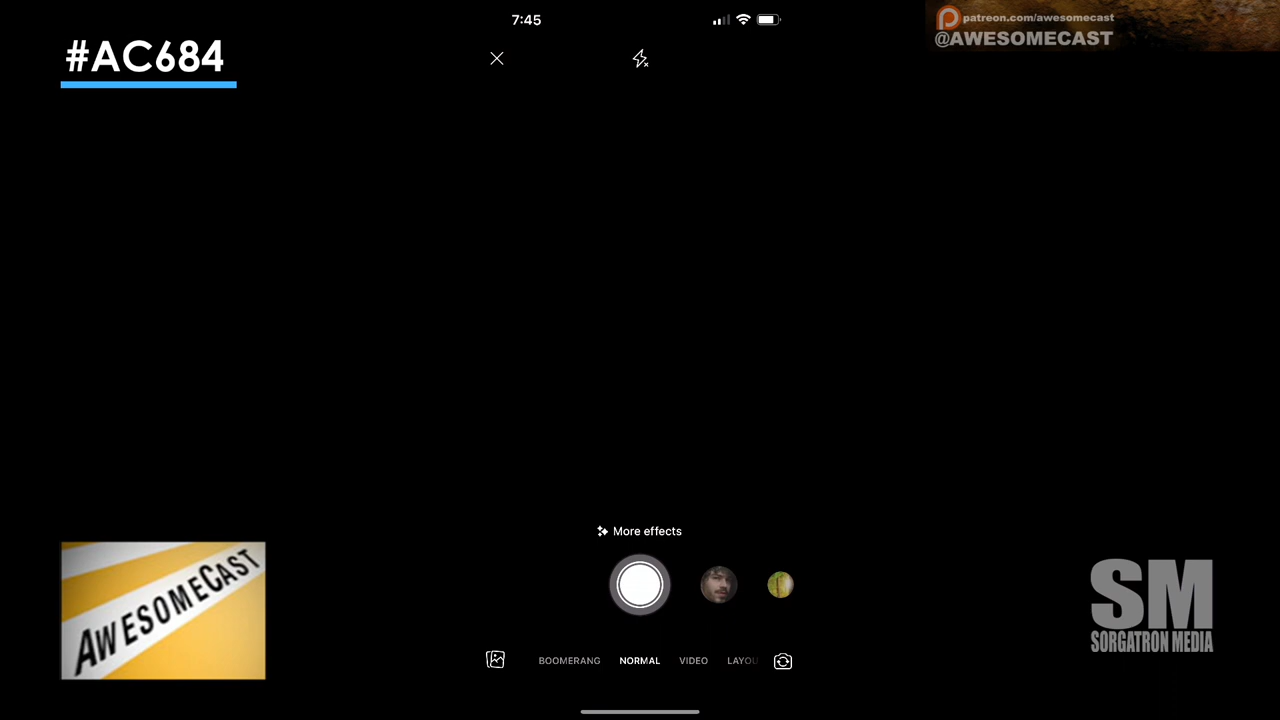 #AC684
7:45
patreon.com/awesomecast
@AWESOMECAST
More effects
BOOMERANG NORMAL VIDEO LAYOU
AWESOMECAST
SM
SORGATRON MEDIA